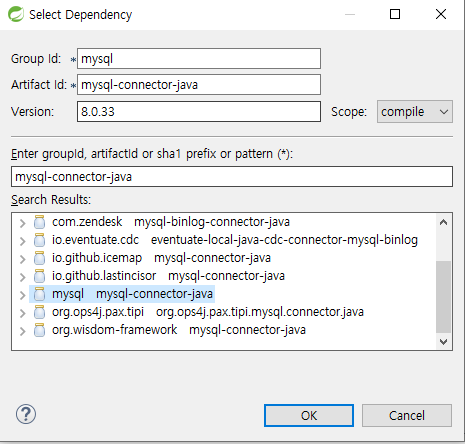 Select Dependency
Group Id: * mysql
Artifact Id: * mysql-connector-java
Version: 8.0.33 Scope: compile
Enter groupId, artifactId or sha1 prefix or pattern (*):
mysql-connector-java
Search Results:
com.zendesk mysql-binlog-connector-java
io.eventuate.cdc eventuate-local-java-cdc-connector-mysql-binlog
io.github.icemap mysql-connector-java
io.github.lastincisor mysql-connector-java
mysql mysql-connector-java
org.ops4j.pax.tipi org.ops4j.pax.tipi.mysql.connector.java
org.wisdom-framework mysql-connector-java
? OK Cancel